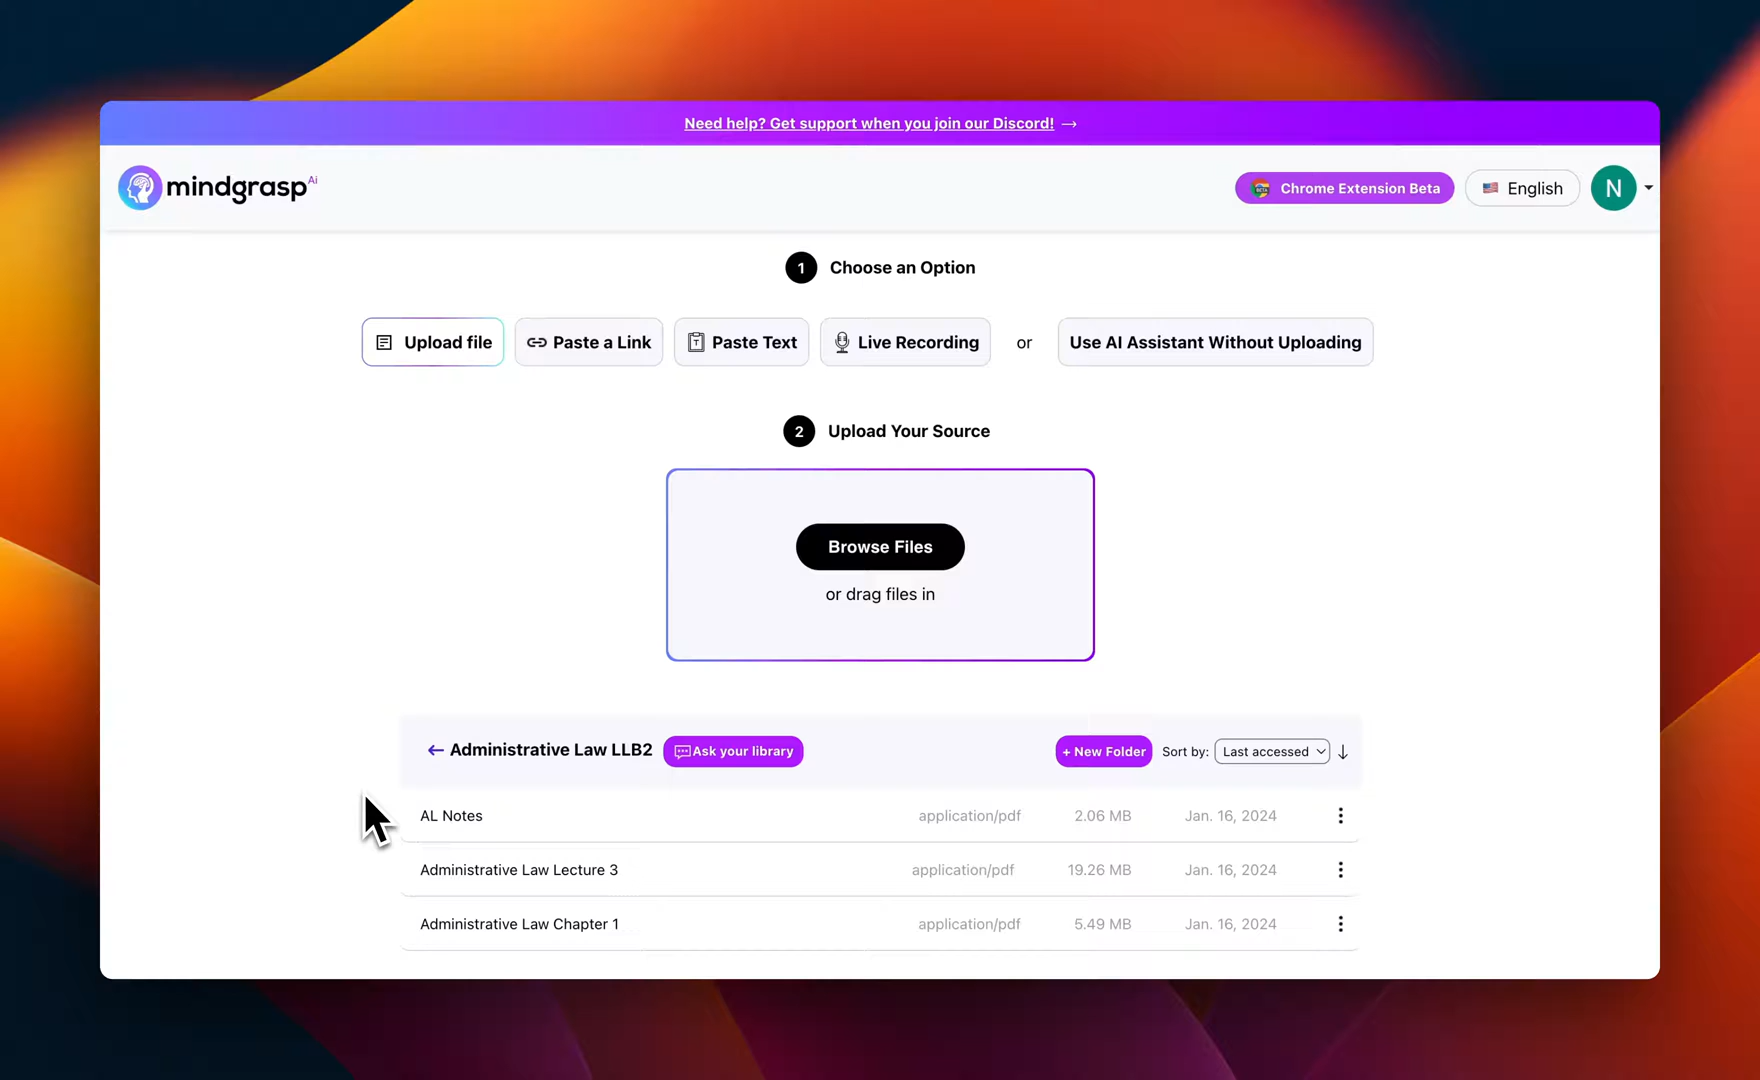 Need help? Get support when you join our Discord! →
mindgrasp Ai
Chrome Extension Beta
English
N
1 Choose an Option
Upload file
Paste a Link
Paste Text
Live Recording
or
Use AI Assistant Without Uploading
2 Upload Your Source
Browse Files
or drag files in
← Administrative Law LLB2
Ask your library
+ New Folder
Sort by: Last accessed ↓
AL Notes application/pdf 2.06 MB Jan. 16, 2024
Administrative Law Lecture 3 application/pdf 19.26 MB Jan. 16, 2024
Administrative Law Chapter 1 application/pdf 5.49 MB Jan. 16, 2024